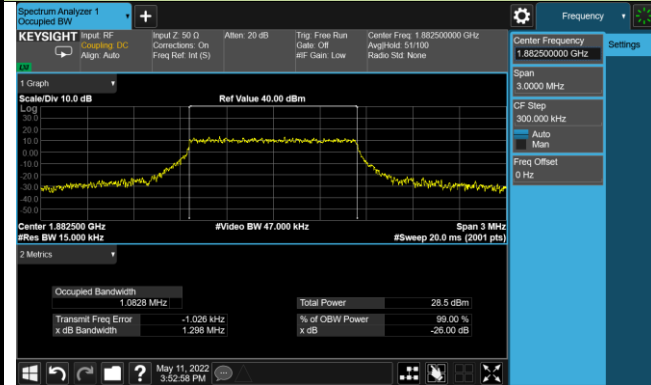 Spectrum Analyzer 1
Occupied BW
Frequency
KEYSIGHT
Input: RF
Coupling: DC
Align: Auto
Input Z: 50 Ω
Corrections: On
Freq Ref: Int (S)
Atten: 20 dB
Trig: Free Run
Gate: Off
#IF Gain: Low
Center Freq: 1.882500000 GHz
Avg|Hold: 51/100
Radio Std: None
Center Frequency
1.882500000 GHz
Settings
Span
3.0000 MHz
CF Step
300.000 kHz
Auto
Man
Freq Offset
0 Hz
1 Graph
Scale/Div 10.0 dB
Ref Value 40.00 dBm
Log
30.0
20.0
10.0
0.00
-10.0
-20.0
-30.0
-40.0
-50.0
Center 1.882500 GHz
#Video BW 47.000 kHz
Span 3 MHz
#Res BW 15.000 kHz
#Sweep 20.0 ms (2001 pts)
2 Metrics
Occupied Bandwidth
1.0828 MHz
Total Power
28.5 dBm
Transmit Freq Error
-1.026 kHz
% of OBW Power
99.00 %
x dB Bandwidth
1.298 MHz
x dB
-26.00 dB
May 11, 2022
3:52:58 PM